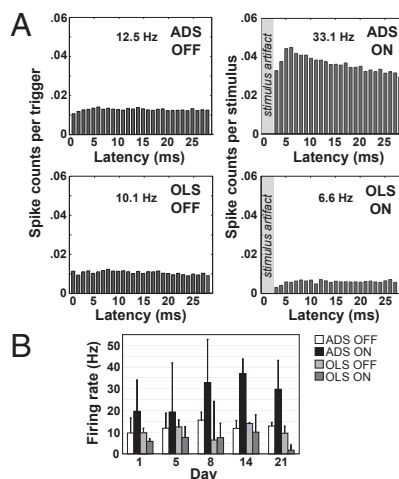 A
.06
.04
.02
0
12.5 Hz
ADS
OFF
0 5 10 15 20 25
Latency (ms)
Spike counts per trigger
.06
.04
.02
0
stimulus artifact
33.1 Hz
ADS
ON
0 5 10 15 20 25
Latency (ms)
Spike counts per stimulus
.06
.04
.02
0
10.1 Hz
OLS
OFF
0 5 10 15 20 25
Latency (ms)
.06
.04
.02
0
stimulus artifact
6.6 Hz
OLS
ON
0 5 10 15 20 25
Latency (ms)
B
Firing rate (Hz)
50
40
30
20
10
0
1 5 8 14 21
Day
ADS OFF
ADS ON
OLS OFF
OLS ON